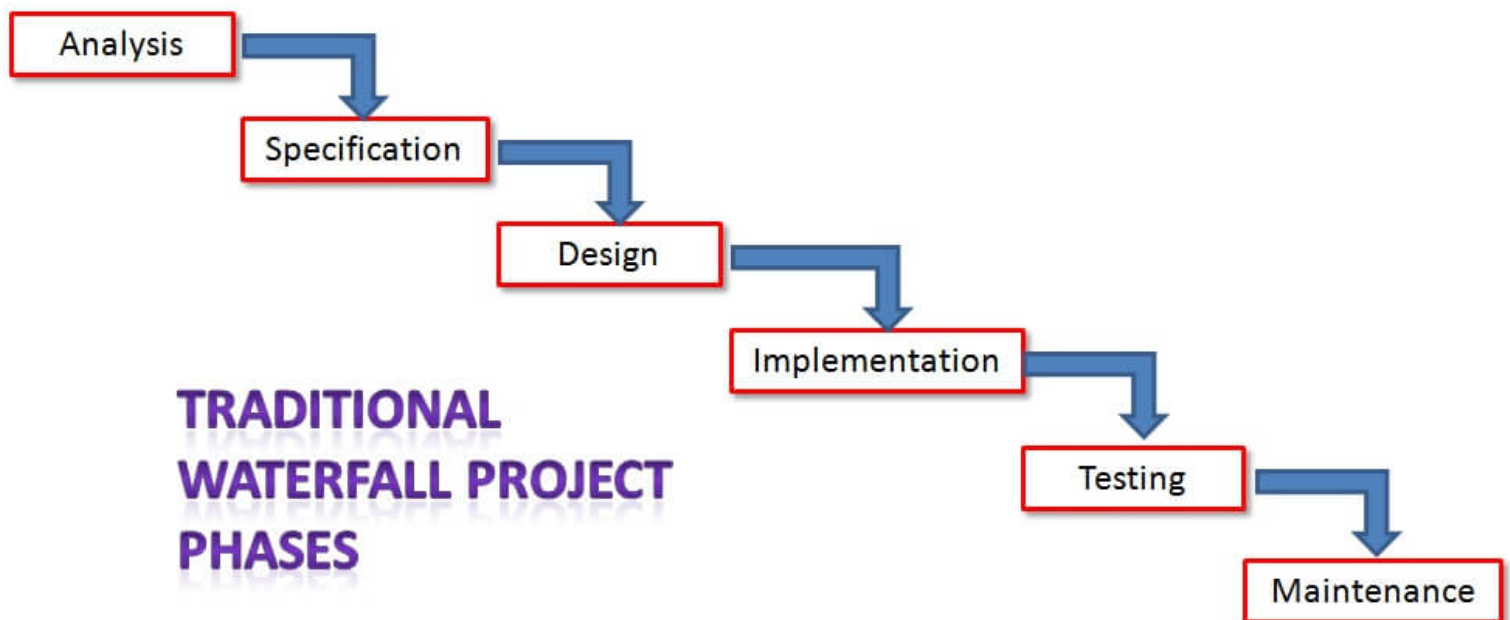 Analysis
Specification
Design
Implementation
TRADITIONAL
WATERFALL PROJECT
PHASES
Testing
Maintenance